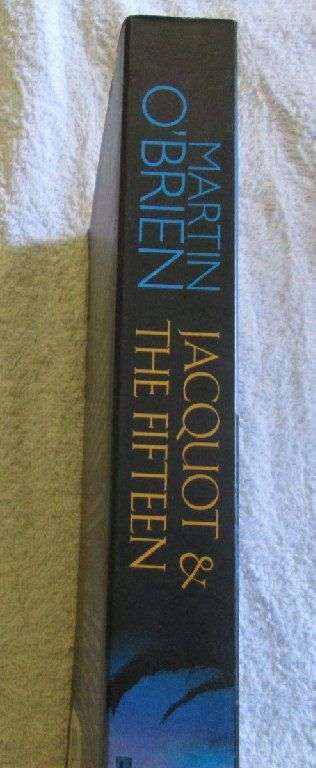 MARTIN
O'BRIEN
JACQUOT &
THE FIFTEEN